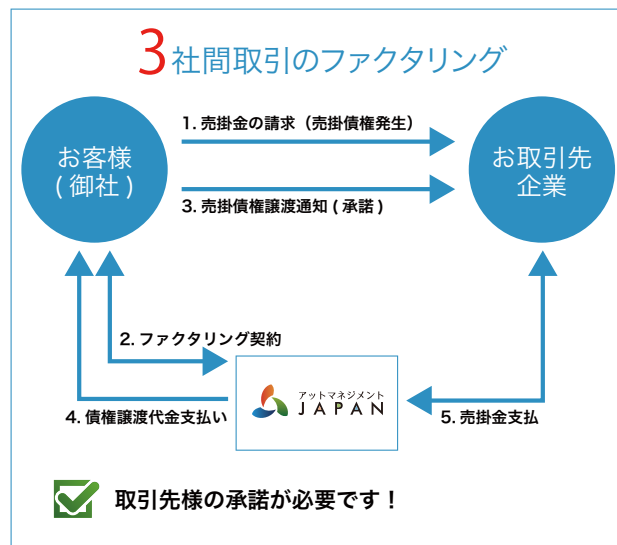 3社間取引のファクタリング
1. 売掛金の請求（売掛債権発生）
お客様
( 御社 )
お取引先
企業
3. 売掛債権譲渡通知 ( 承諾 )
2. ファクタリング契約
アットマネジメント
JAPAN
4. 債権譲渡代金支払い
5. 売掛金支払
取引先様の承諾が必要です！